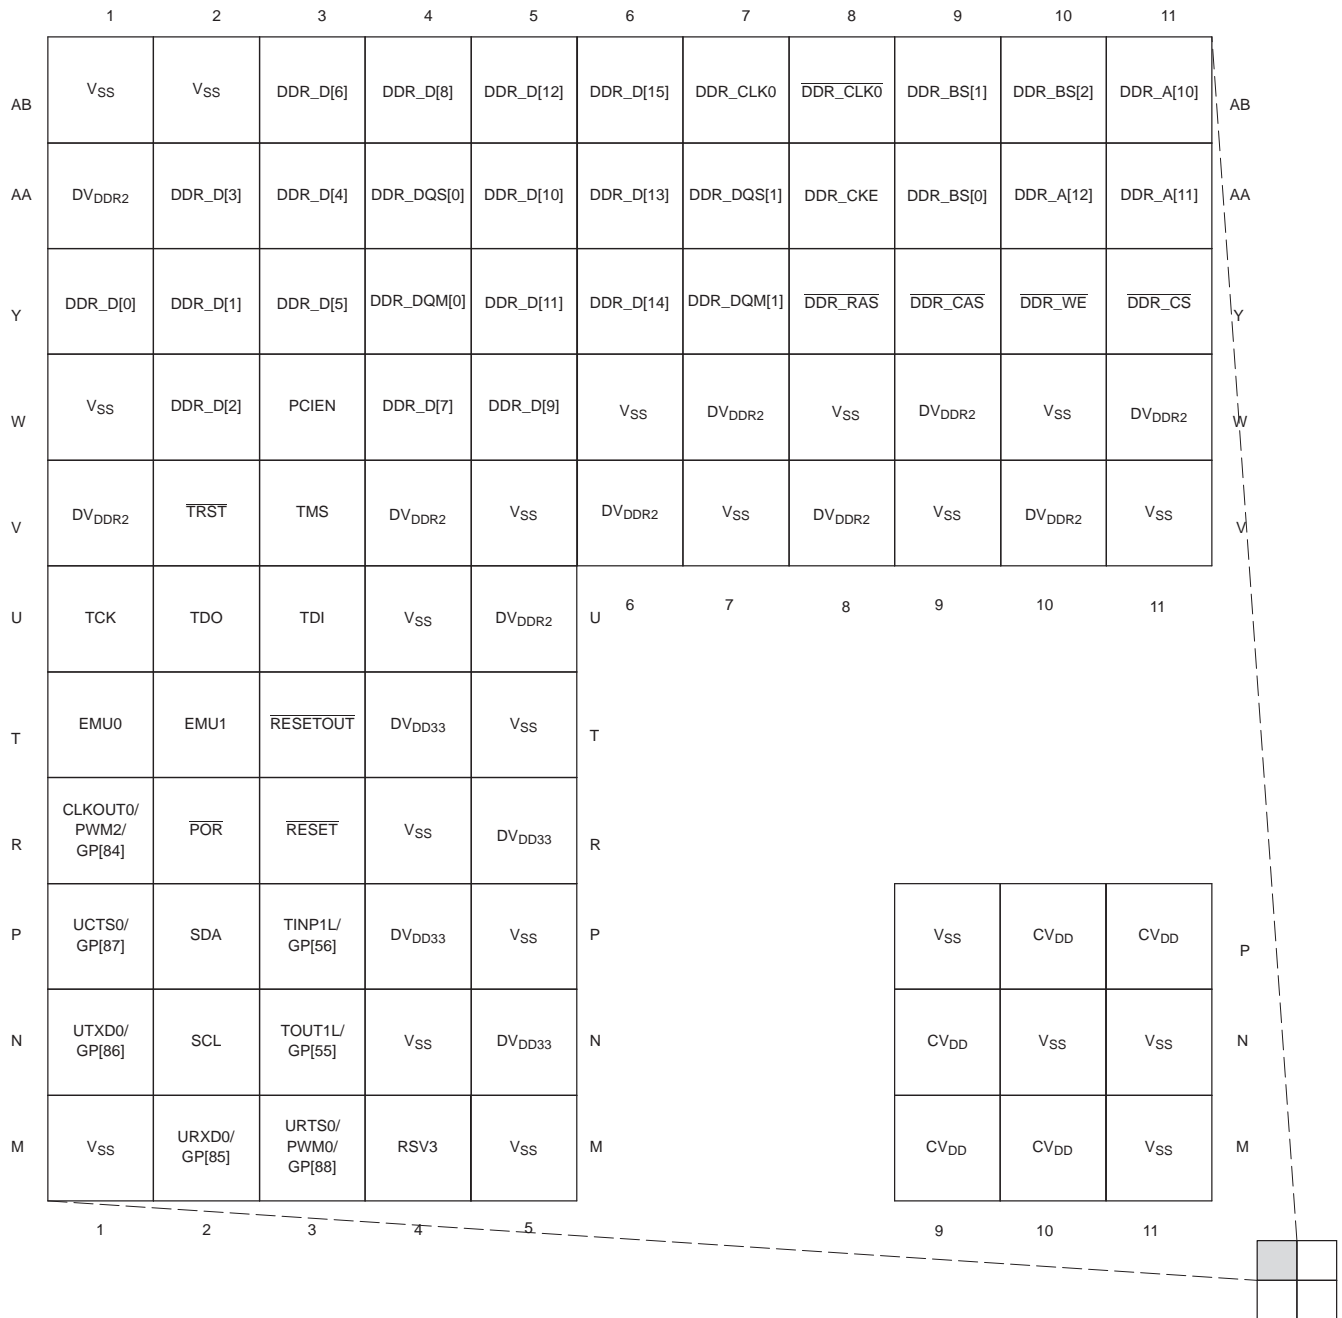 1 2 3 4 5 6 7 8 9 10 11
AB VSS VSS DDR_D[6] DDR_D[8] DDR_D[12] DDR_D[15] DDR_CLK0 DDR_CLK0 DDR_BS[1] DDR_BS[2] DDR_A[10] AB
AA DVDDR2 DDR_D[3] DDR_D[4] DDR_DQS[0] DDR_D[10] DDR_D[13] DDR_DQS[1] DDR_CKE DDR_BS[0] DDR_A[12] DDR_A[11] AA
Y DDR_D[0] DDR_D[1] DDR_D[5] DDR_DQM[0] DDR_D[11] DDR_D[14] DDR_DQM[1] DDR_RAS DDR_CAS DDR_WE DDR_CS Y
W VSS DDR_D[2] PCIEN DDR_D[7] DDR_D[9] VSS DVDDR2 VSS DVDDR2 VSS DVDDR2 W
V DVDDR2 TRST TMS DVDDR2 VSS DVDDR2 VSS DVDDR2 VSS DVDDR2 VSS V
6 7 8 9 10 11
U TCK TDO TDI VSS DVDDR2 U
T EMU0 EMU1 RESETOUT DVDD33 VSS T
R CLKOUT0/
PWM2/
GP[84] POR RESET VSS DVDD33 R
P UCTS0/
GP[87] SDA TINP1L/
GP[56] DVDD33 VSS P VSS CVDD CVDD P
N UTXD0/
GP[86] SCL TOUT1L/
GP[55] VSS DVDD33 N CVDD VSS VSS N
M VSS URXD0/
GP[85] URTS0/
PWM0/
GP[88] RSV3 VSS M CVDD CVDD VSS M
1 2 3 4 5 9 10 11